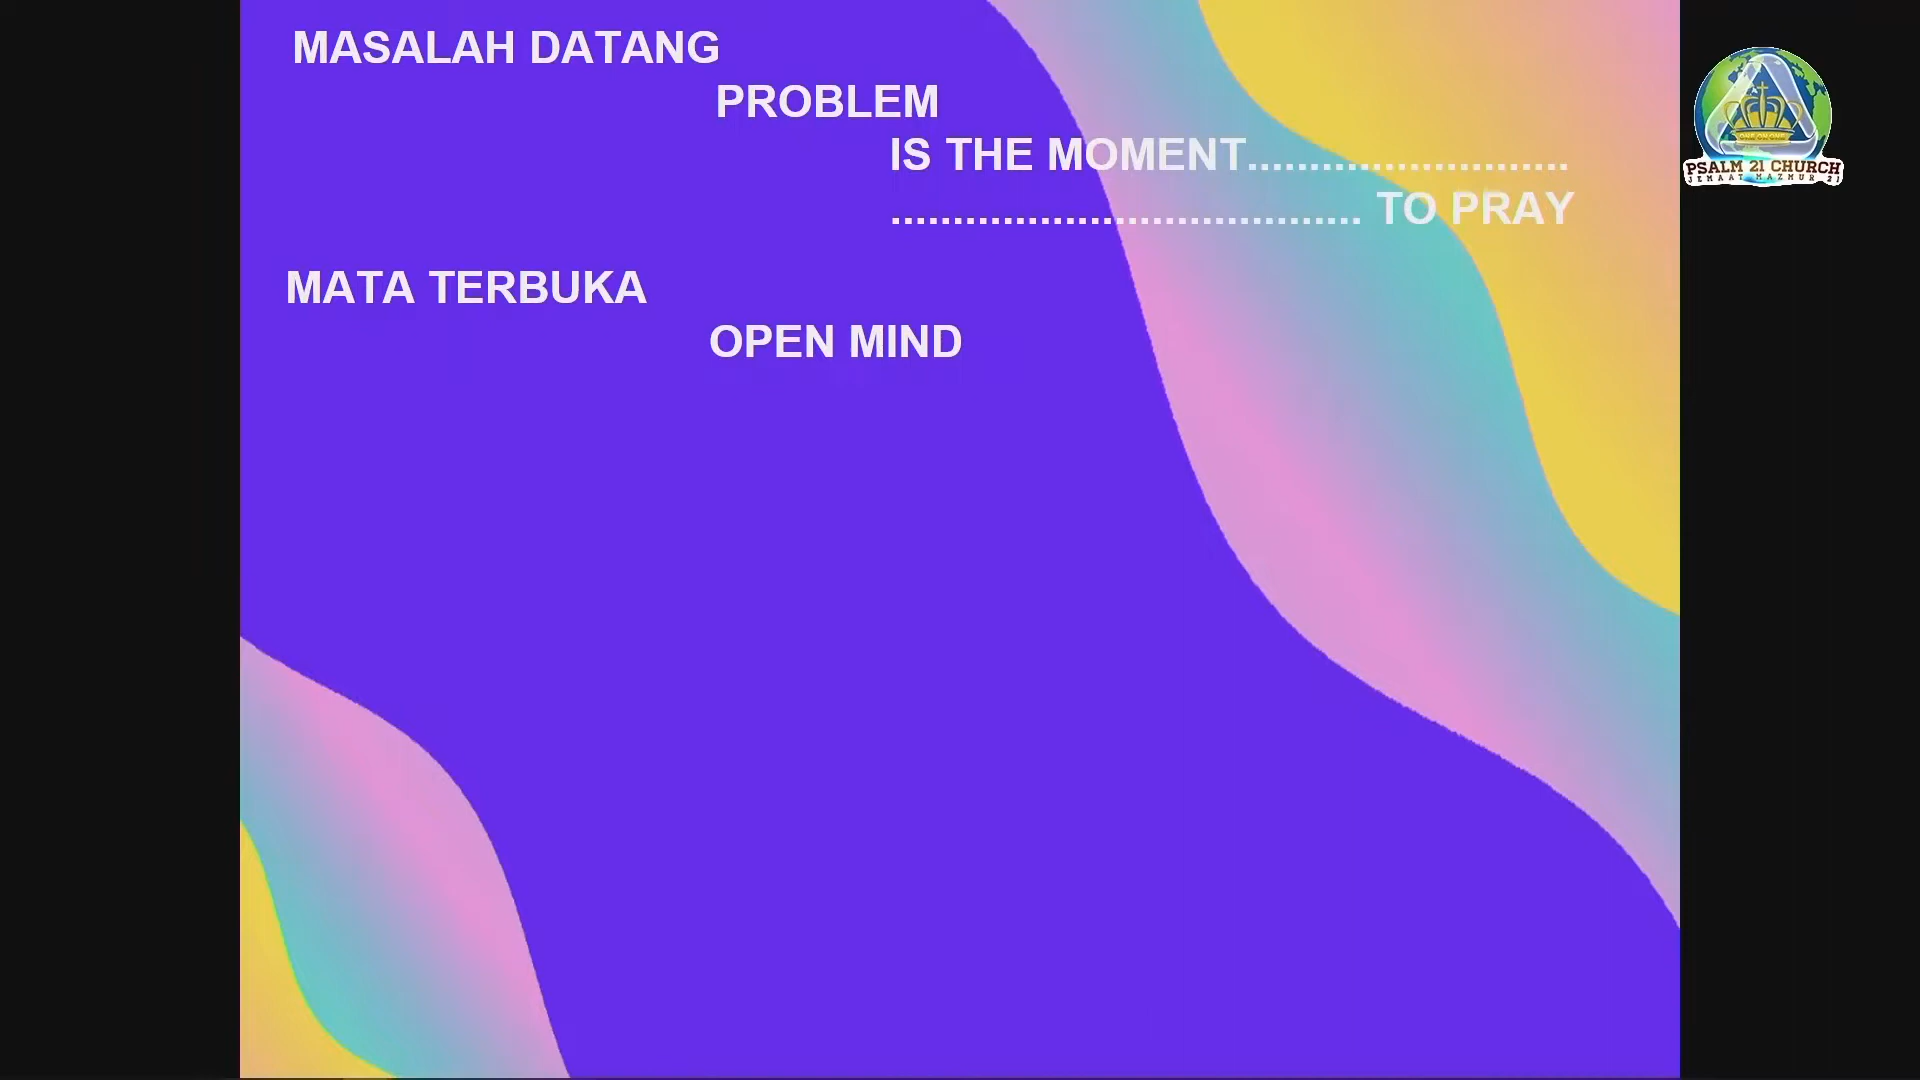 MASALAH DATANG
PROBLEM
IS THE MOMENT..........................
...................................... TO PRAY
MATA TERBUKA
OPEN MIND
PSALM 21 CHURCH
JEMAAT MAZMUR 21